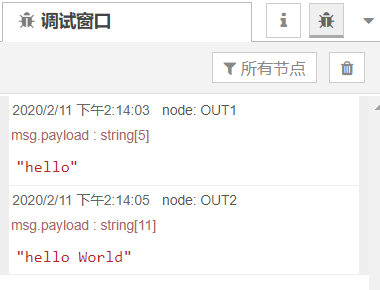 调试窗口
所有节点
2020/2/11 下午2:14:03 node: OUT1
msg.payload : string[5]
"hello"
2020/2/11 下午2:14:05 node: OUT2
msg.payload : string[11]
"hello World"